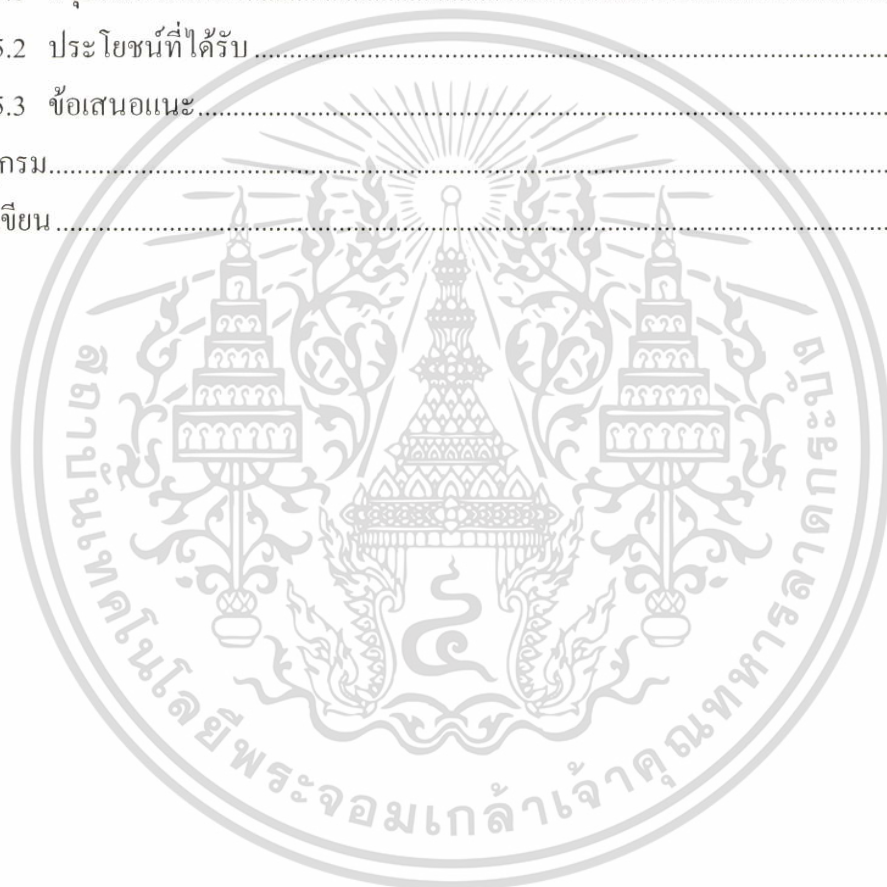 5.2 ประโยชน์ที่ได้รับ
5.3 ข้อเสนอแนะ
กรม
เขียน
สถาบันเทคโนโลยีพระจอมเกล้าเจ้าคุณทหารลาดกระบัง
๔